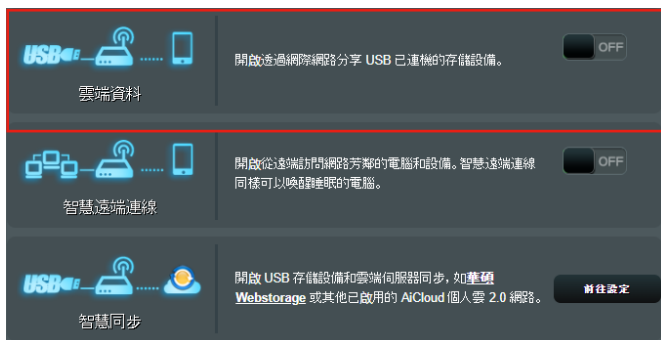 USB
開啟透過網際網路分享 USB 已連機的存儲設備。
OFF
雲端資料
開啟從遠端訪問網路芳鄰的電腦和設備。智慧遠端連線
同樣可以喚醒睡眠的電腦。
OFF
智慧遠端連線
USB
開啟 USB 存儲設備和雲端伺服器同步，如華碩
Webstorage 或其他已啟用的 AiCloud 個人雲 2.0 網路。
前往設定
智慧同步